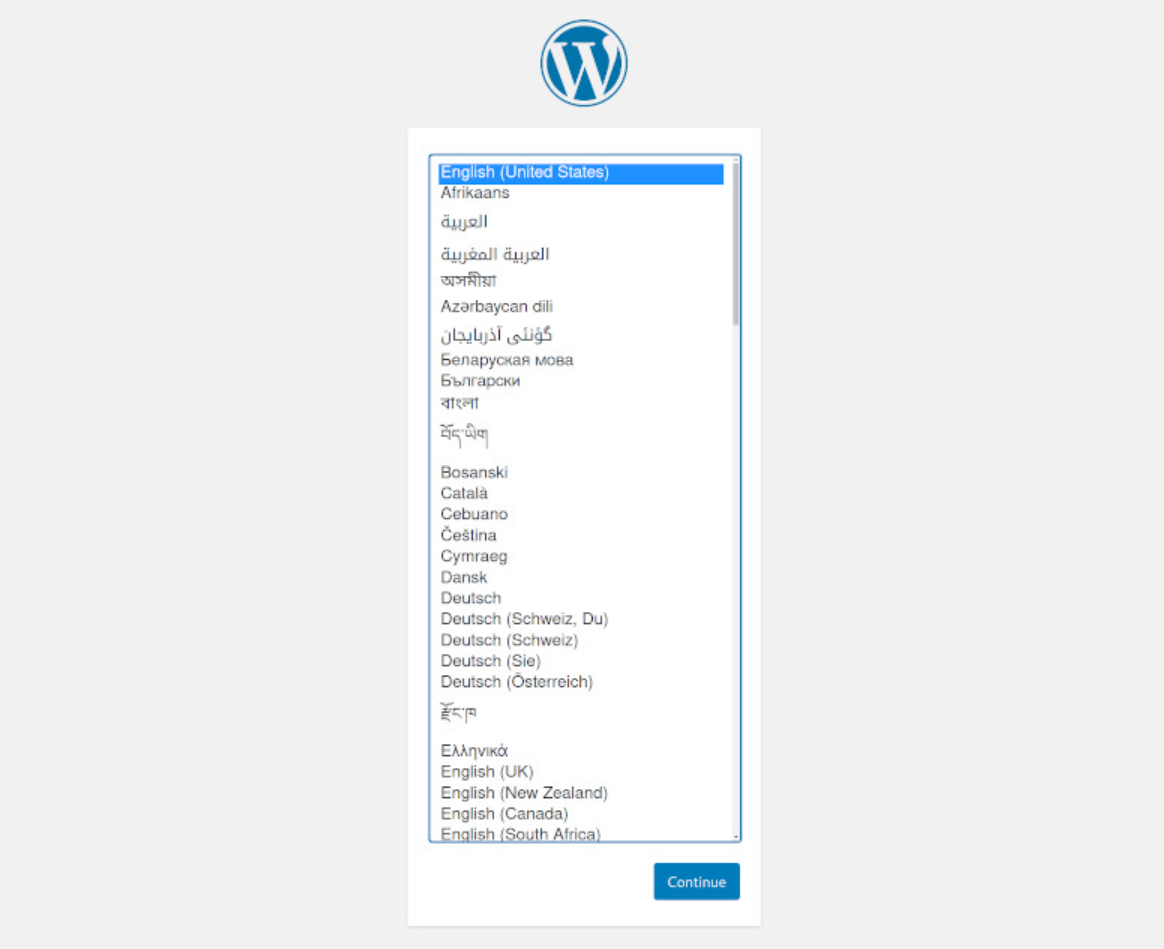 English (United States)
Afrikaans
العربية
العربية المغربية
অসমীয়া
Azərbaycan dili
گؤنئی آذربایجان
Беларуская мова
Български
বাংলা
བོད་ཡིག
Bosanski
Català
Cebuano
Čeština
Cymraeg
Dansk
Deutsch
Deutsch (Schweiz, Du)
Deutsch (Schweiz)
Deutsch (Sie)
Deutsch (Österreich)
རྫོང་ཁ
Ελληνικά
English (UK)
English (New Zealand)
English (Canada)
English (South Africa)
Continue